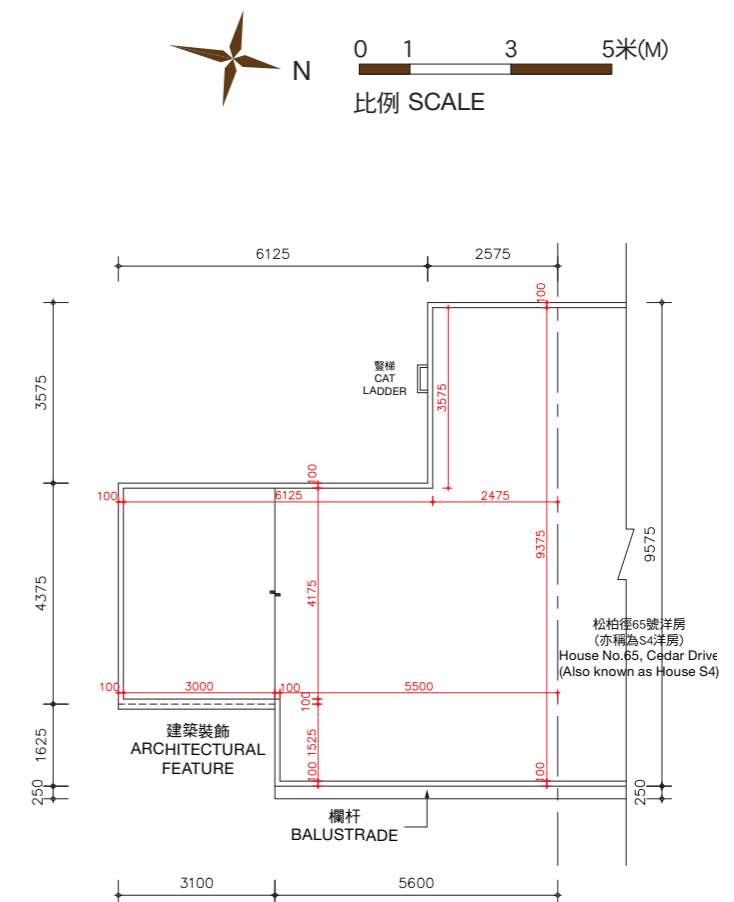 N
0 1 3 5米(M)
比例 SCALE
6125 2575
100
3575
豎梯
CAT
LADDER
3575
100
100 6125 2475
9375
9575
4375
4175
松柏徑65號洋房
(亦稱為S4洋房)
House No.65, Cedar Drive
(Also known as House S4)
100 3000 100 5500
100
建築裝飾
ARCHITECTURAL
FEATURE
1625
1525
100
100
250
250
欄杆
BALUSTRADE
3100 5600